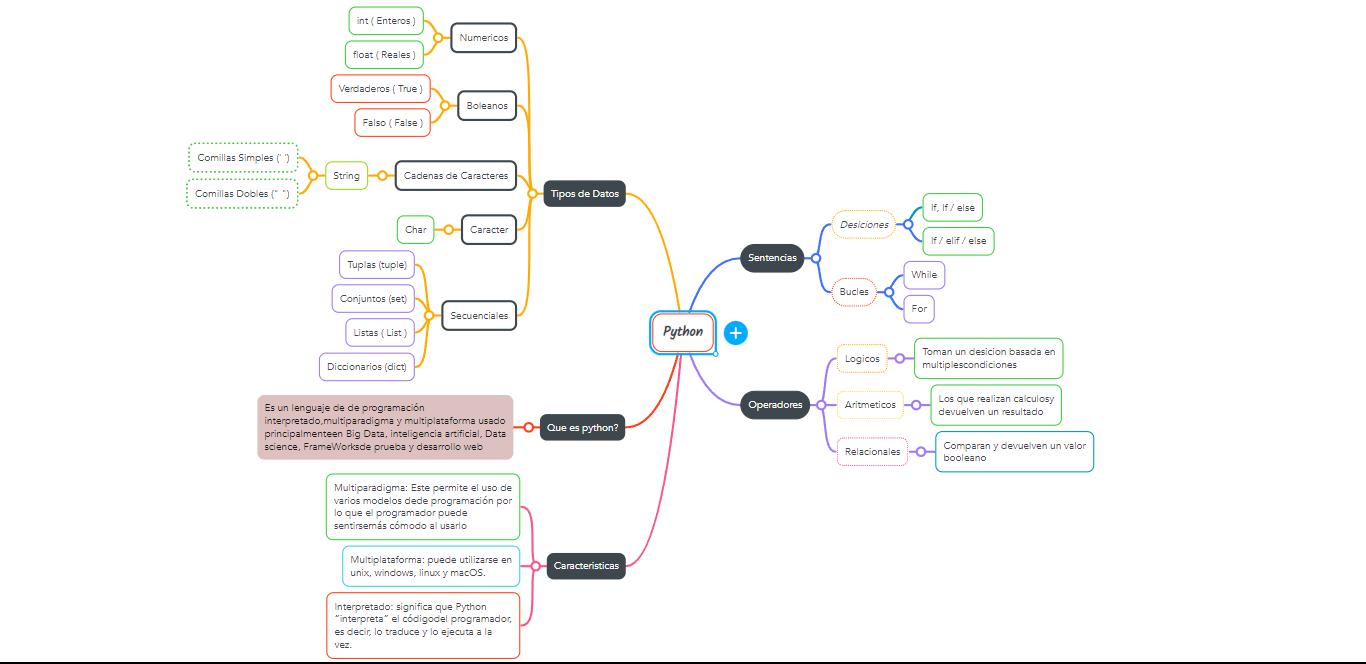 Python
Tipos de Datos
Numericos
int ( Enteros )
float ( Reales )
Boleanos
Verdaderos ( True )
Falso ( False )
Cadenas de Caracteres
String
Comillas Simples (' ')
Comillas Dobles (" ")
Caracter
Char
Secuenciales
Tuplas (tuple)
Conjuntos (set)
Listas ( List )
Diccionarios (dict)
Que es python?
Es un lenguaje de de programación
interpretado,multiparadigma y multiplataforma usado
principalmenteen Big Data, inteligencia artificial, Data
science, FrameWorksde prueba y desarrollo web
Caracteristicas
Multiparadigma: Este permite el uso de
varios modelos dede programación por
lo que el programador puede
sentirsemás cómodo al usarlo
Multiplataforma: puede utilizarse en
unix, windows, linux y macOS.
Interpretado: significa que Python
"interpreta" el códigodel programador,
es decir, lo traduce y lo ejecuta a la
vez.
Sentencias
Desiciones
If, If / else
If / elif / else
Bucles
While
For
Operadores
Logicos
Toman un desicion basada en
multiplescondiciones
Aritmeticos
Los que realizan calculosy
devuelven un resultado
Relacionales
Comparan y devuelven un valor
booleano